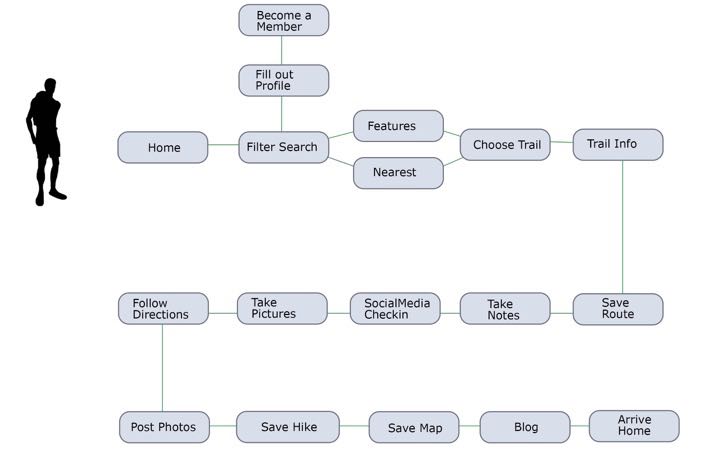 Become a
Member
Fill out
Profile
Home
Filter Search
Features
Nearest
Choose Trail
Trail Info
Follow
Directions
Take
Pictures
SocialMedia
Checkin
Take
Notes
Save
Route
Post Photos
Save Hike
Save Map
Blog
Arrive
Home